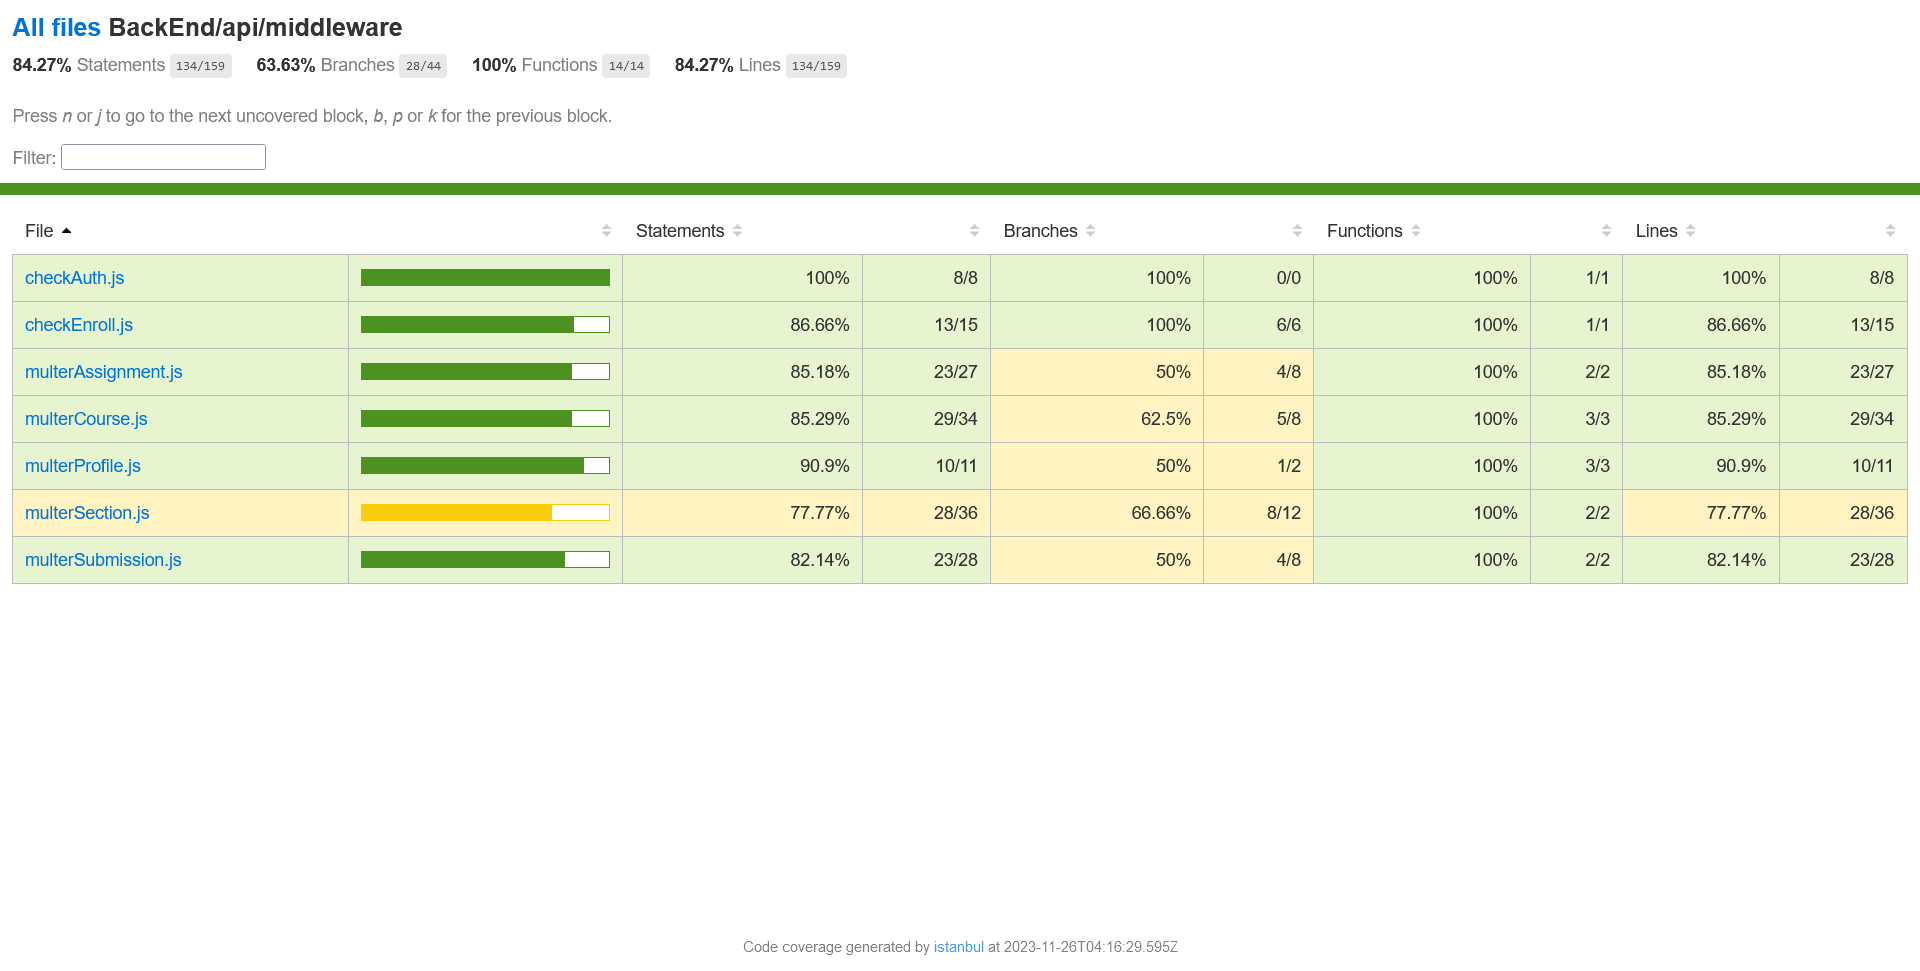 All files BackEnd/api/middleware
84.27% Statements 134/159 63.63% Branches 28/44 100% Functions 14/14 84.27% Lines 134/159
Press n or j to go to the next uncovered block, b, p or k for the previous block.
Filter:
File Statements Branches Functions Lines
checkAuth.js 100% 8/8 100% 0/0 100% 1/1 100% 8/8
checkEnroll.js 86.66% 13/15 100% 6/6 100% 1/1 86.66% 13/15
multerAssignment.js 85.18% 23/27 50% 4/8 100% 2/2 85.18% 23/27
multerCourse.js 85.29% 29/34 62.5% 5/8 100% 3/3 85.29% 29/34
multerProfile.js 90.9% 10/11 50% 1/2 100% 3/3 90.9% 10/11
multerSection.js 77.77% 28/36 66.66% 8/12 100% 2/2 77.77% 28/36
multerSubmission.js 82.14% 23/28 50% 4/8 100% 2/2 82.14% 23/28
Code coverage generated by istanbul at 2023-11-26T04:16:29.595Z